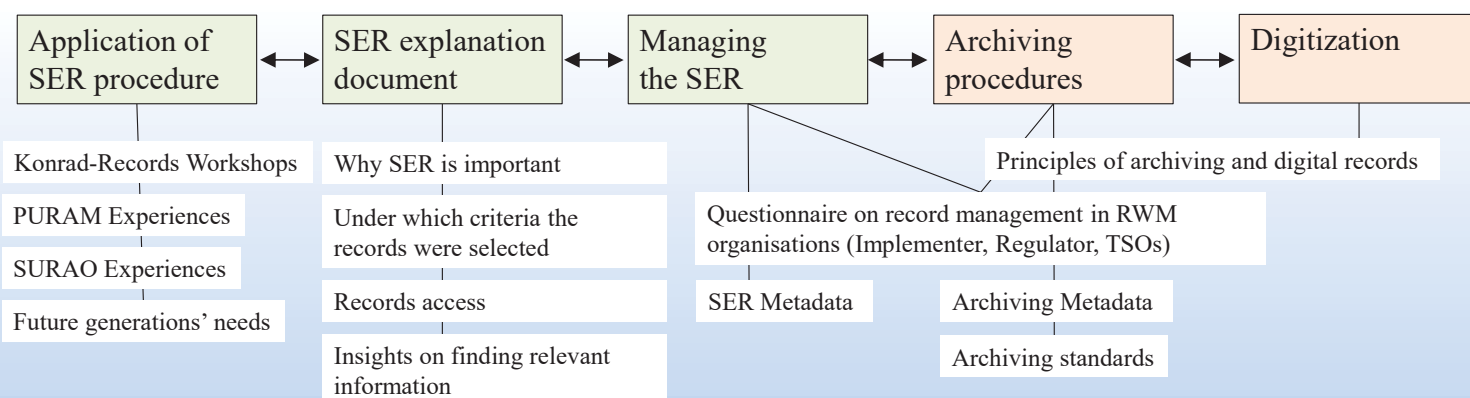 Application of
SER procedure
SER explanation
document
Managing
the SER
Archiving
procedures
Digitization
Konrad-Records Workshops
PURAM Experiences
SURAO Experiences
Future generations’ needs
Why SER is important
Under which criteria the
records were selected
Records access
Insights on finding relevant
information
Principles of archiving and digital records
Questionnaire on record management in RWM
organisations (Implementer, Regulator, TSOs)
SER Metadata
Archiving Metadata
Archiving standards